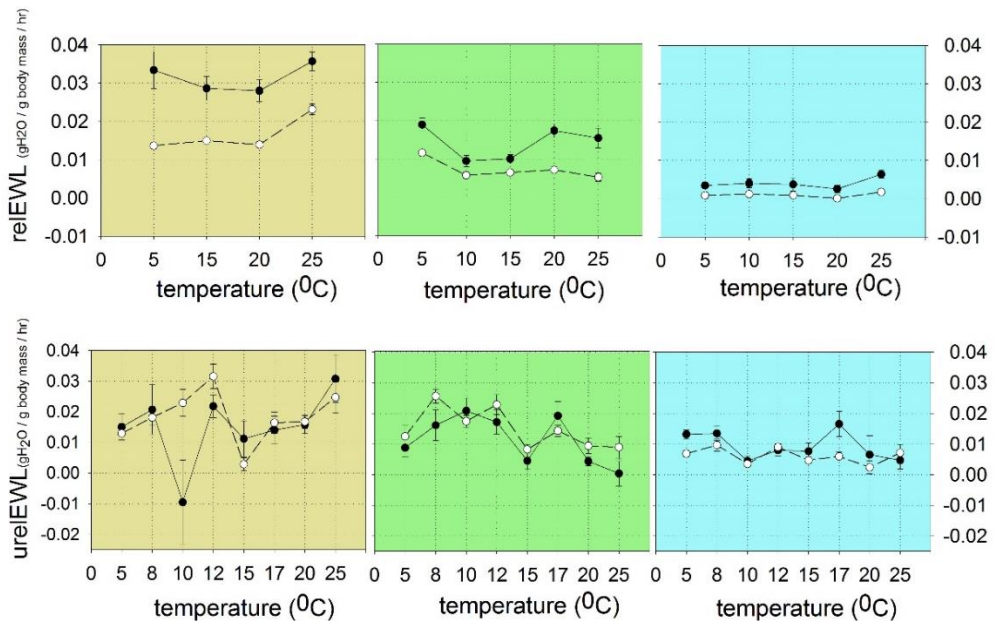 0.04 0.04
0.03 0.03
0.02 0.02
0.01 0.01
0.00 0.00
-0.01 -0.01
relEWL (gH2O / g body mass / hr)
0 5 15 20 25 0 5 10 15 20 25 0 5 10 15 20 25
temperature (⁰C) temperature (⁰C) temperature (⁰C)
0.04 0.04
0.03 0.03
0.02 0.02
0.01 0.01
0.00 0.00
-0.01 -0.01
-0.02 -0.02
urelEWL(gH2O / g body mass / hr)
0 5 8 10 12 15 17 20 25 0 5 8 10 12 15 17 20 25 0 5 8 10 12 15 17 20 25
temperature (⁰C) temperature (⁰C) temperature (⁰C)